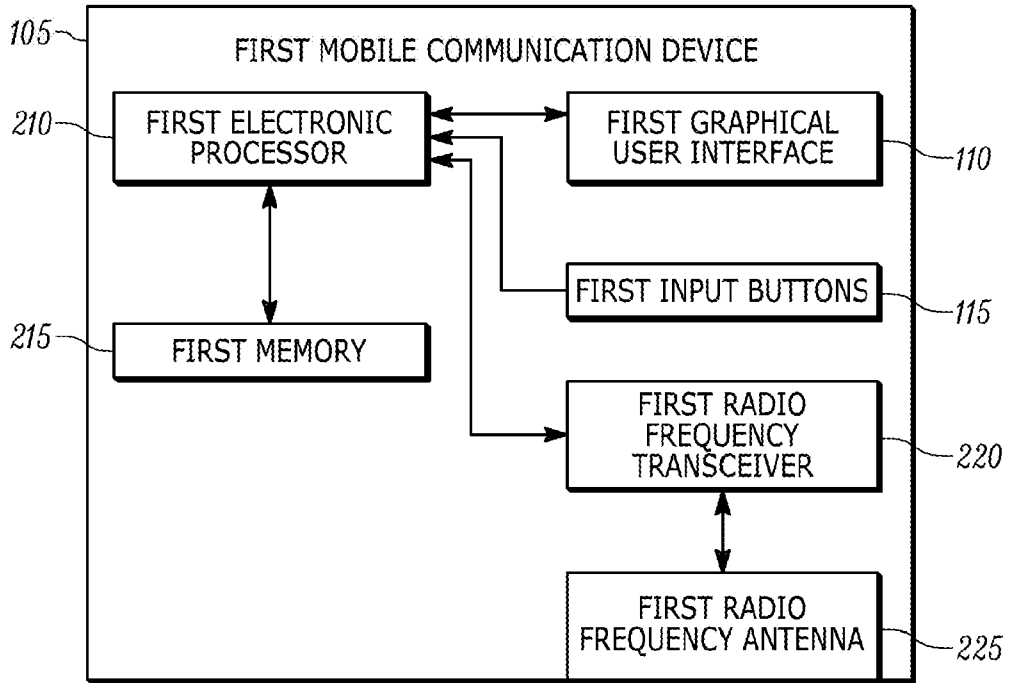 105
FIRST MOBILE COMMUNICATION DEVICE
210
FIRST ELECTRONIC
PROCESSOR
FIRST GRAPHICAL
USER INTERFACE
110
FIRST INPUT BUTTONS
115
215
FIRST MEMORY
FIRST RADIO
FREQUENCY
TRANSCEIVER
220
FIRST RADIO
FREQUENCY ANTENNA
225